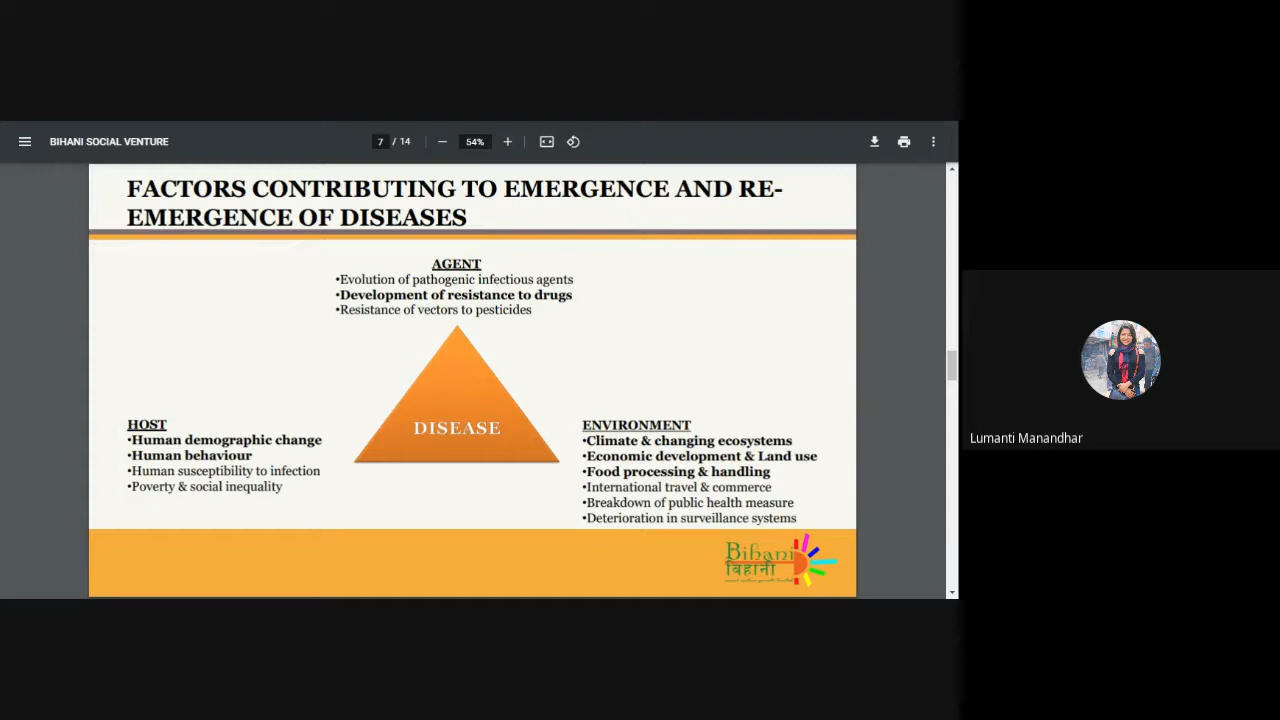 BIHANI SOCIAL VENTURE
7 / 14
54%
FACTORS CONTRIBUTING TO EMERGENCE AND RE-
EMERGENCE OF DISEASES
AGENT
•Evolution of pathogenic infectious agents
•Development of resistance to drugs
•Resistance of vectors to pesticides
DISEASE
HOST
•Human demographic change
•Human behaviour
•Human susceptibility to infection
•Poverty & social inequality
ENVIRONMENT
•Climate & changing ecosystems
•Economic development & Land use
•Food processing & handling
•International travel & commerce
•Breakdown of public health measure
•Deterioration in surveillance systems
Bihani
बिहानी
Lumanti Manandhar